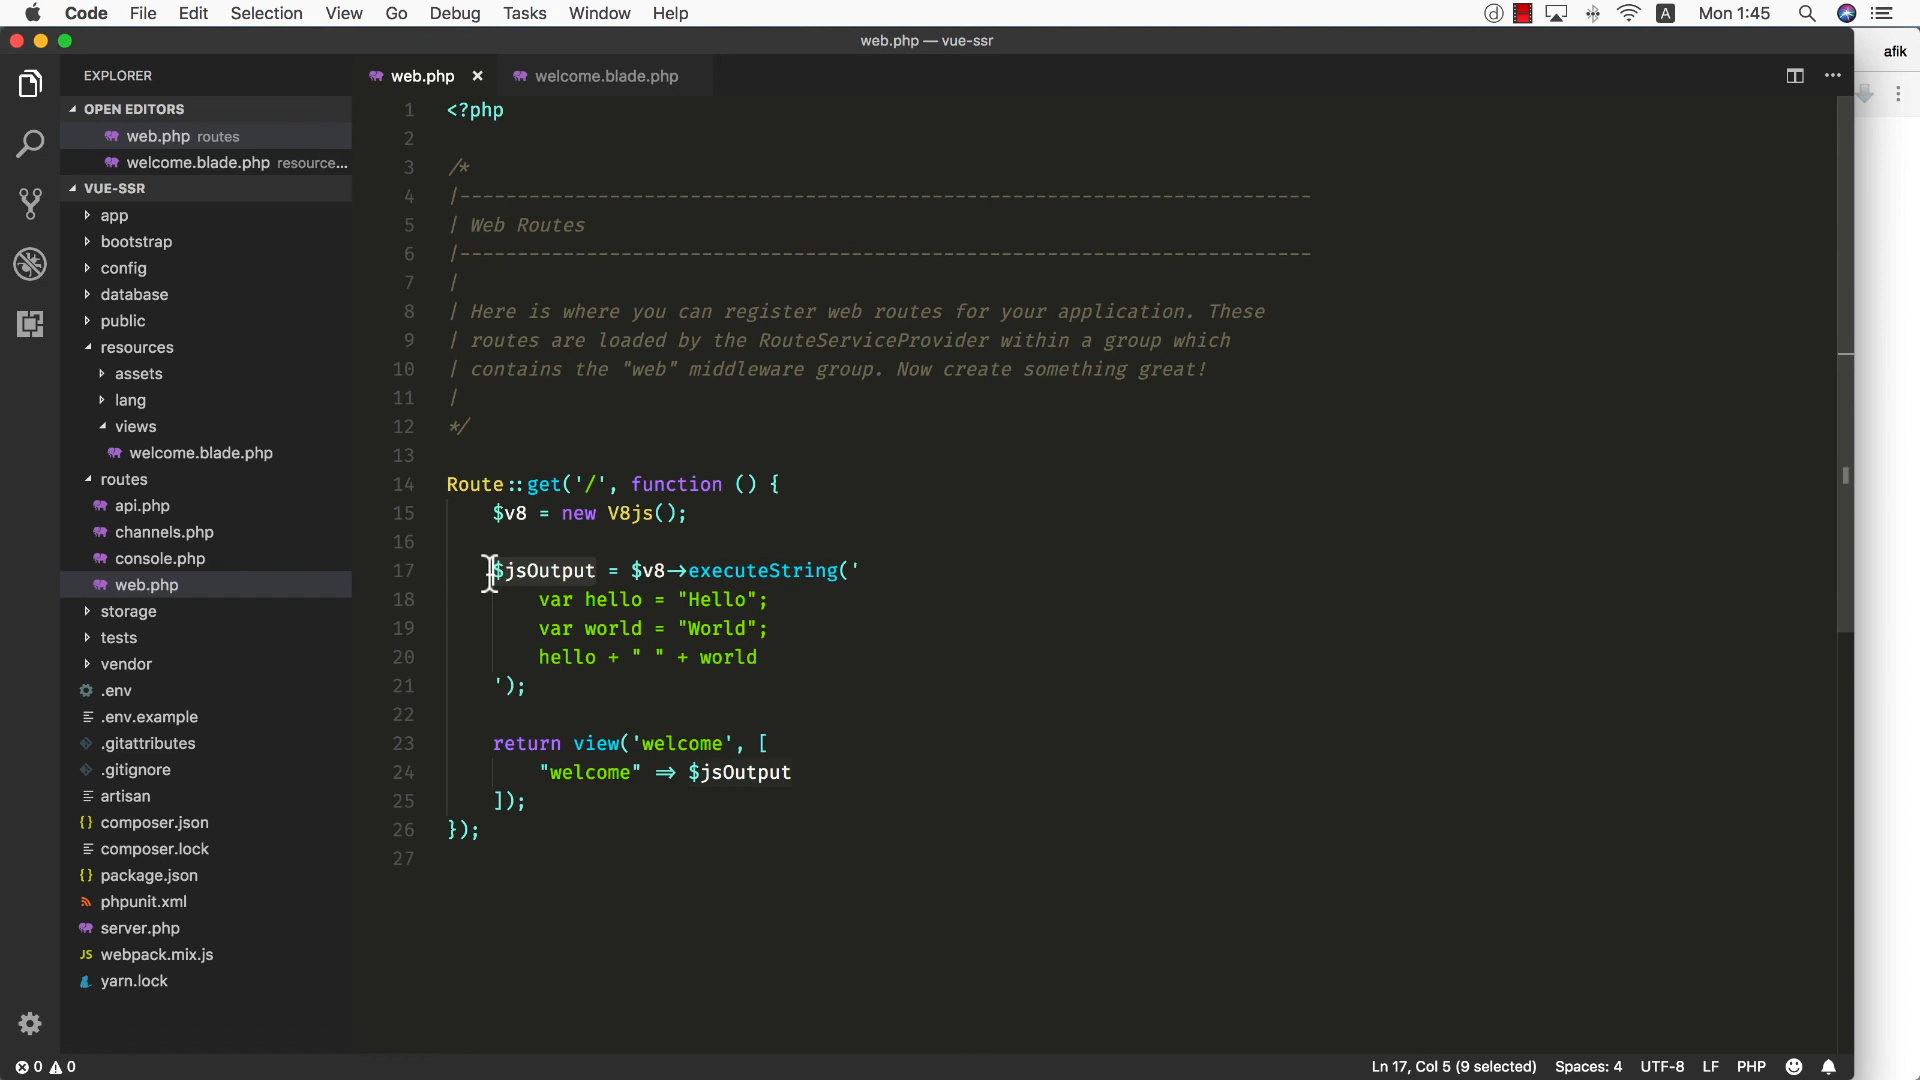 Code File Edit Selection View Go Debug Tasks Window Help
A Mon 1:45
web.php — vue-ssr
afik
EXPLORER
web.php
welcome.blade.php
OPEN EDITORS
web.php routes
welcome.blade.php resource...
VUE-SSR
app
bootstrap
config
database
public
resources
assets
lang
views
welcome.blade.php
routes
api.php
channels.php
console.php
web.php
storage
tests
vendor
.env
.env.example
.gitattributes
.gitignore
artisan
{} composer.json
composer.lock
{} package.json
phpunit.xml
server.php
JS webpack.mix.js
yarn.lock
1 <?php
2
3 /*
4 |--------------------------------------------------------------------------
5 | Web Routes
6 |--------------------------------------------------------------------------
7 |
8 | Here is where you can register web routes for your application. These
9 | routes are loaded by the RouteServiceProvider within a group which
10 | contains the "web" middleware group. Now create something great!
11 |
12 */
13
14 Route::get('/', function () {
15 $v8 = new V8js();
16
17 $jsOutput = $v8->executeString('
18 var hello = "Hello";
19 var world = "World";
20 hello + " " + world
21 ');
22
23 return view('welcome', [
24 "welcome" => $jsOutput
25 ]);
26 });
27
0 0
Ln 17, Col 5 (9 selected) Spaces: 4 UTF-8 LF PHP